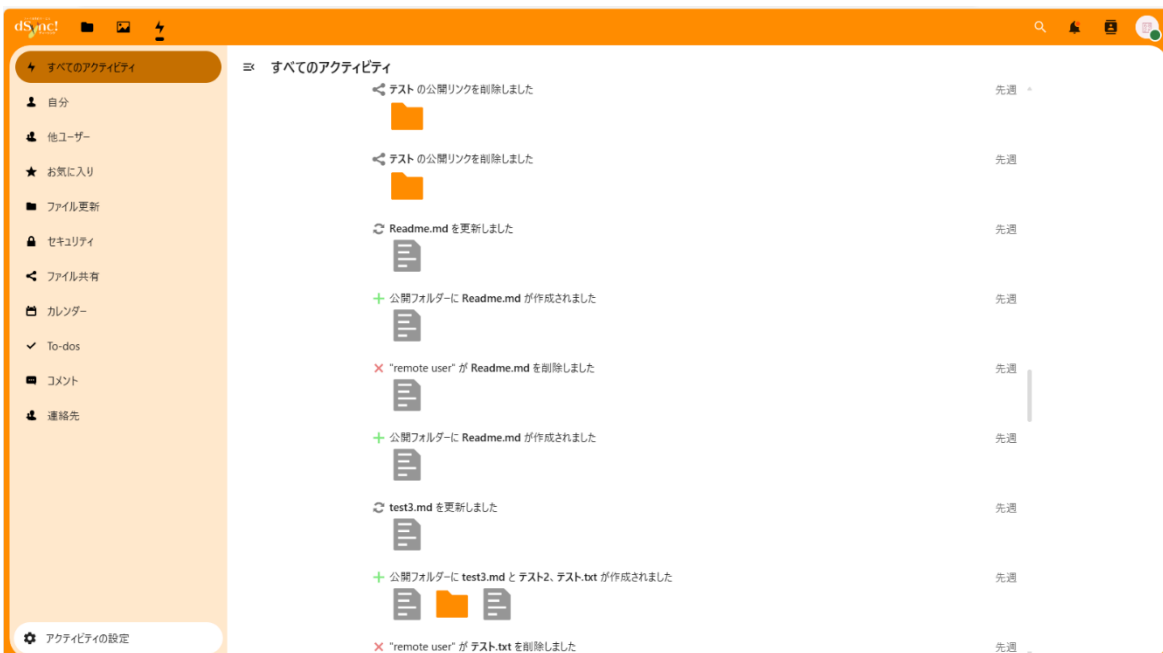 dSync!
すべてのアクティビティ
自分
他ユーザー
お気に入り
ファイル更新
セキュリティ
ファイル共有
カレンダー
To-dos
コメント
連絡先
アクティビティの設定
すべてのアクティビティ
テスト の公開リンクを削除しました 先週
テスト の公開リンクを削除しました 先週
Readme.md を更新しました 先週
公開フォルダーに Readme.md が作成されました 先週
"remote user" が Readme.md を削除しました 先週
公開フォルダーに Readme.md が作成されました 先週
test3.md を更新しました 先週
公開フォルダーに test3.md と テスト2、テスト.txt が作成されました 先週
"remote user" が テスト.txt を削除しました 先週